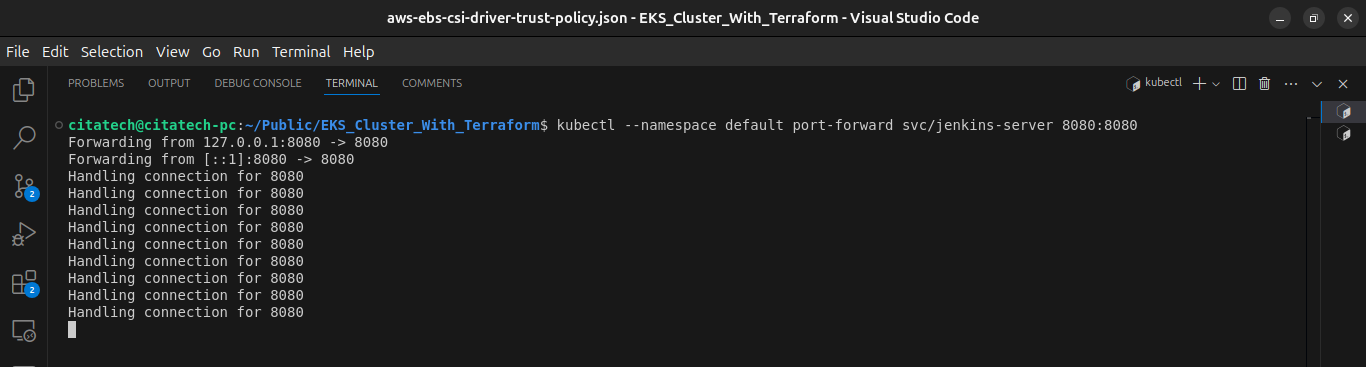 aws-ebs-csi-driver-trust-policy.json - EKS_Cluster_With_Terraform - Visual Studio Code
File Edit Selection View Go Run Terminal Help
PROBLEMS OUTPUT DEBUG CONSOLE TERMINAL COMMENTS kubectl
citatech@citatech-pc:~/Public/EKS_Cluster_With_Terraform$ kubectl --namespace default port-forward svc/jenkins-server 8080:8080
Forwarding from 127.0.0.1:8080 -> 8080
Forwarding from [::1]:8080 -> 8080
Handling connection for 8080
Handling connection for 8080
Handling connection for 8080
Handling connection for 8080
Handling connection for 8080
Handling connection for 8080
Handling connection for 8080
Handling connection for 8080
Handling connection for 8080
2
2